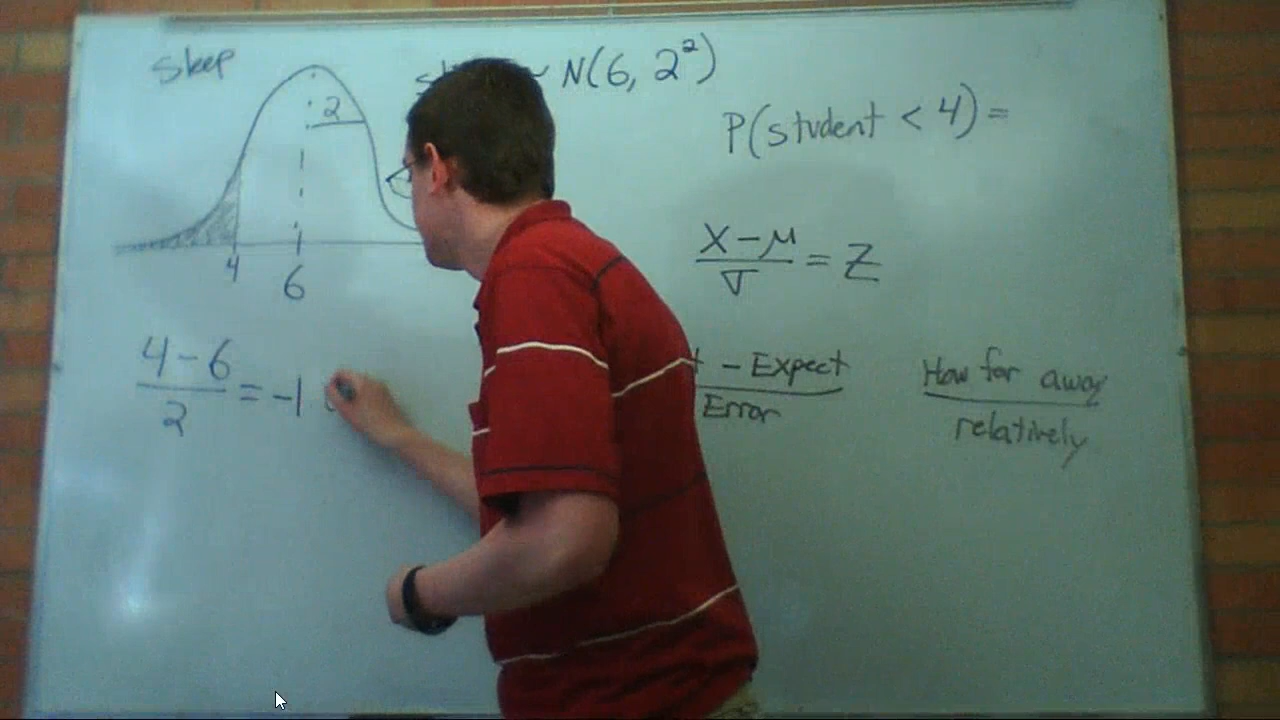 sleep
N(6, 2²)
2
P(student < 4) =
4
6
X - μ
σ
= Z
4 - 6
2
= -1
- Expect
Error
How far away
relatively